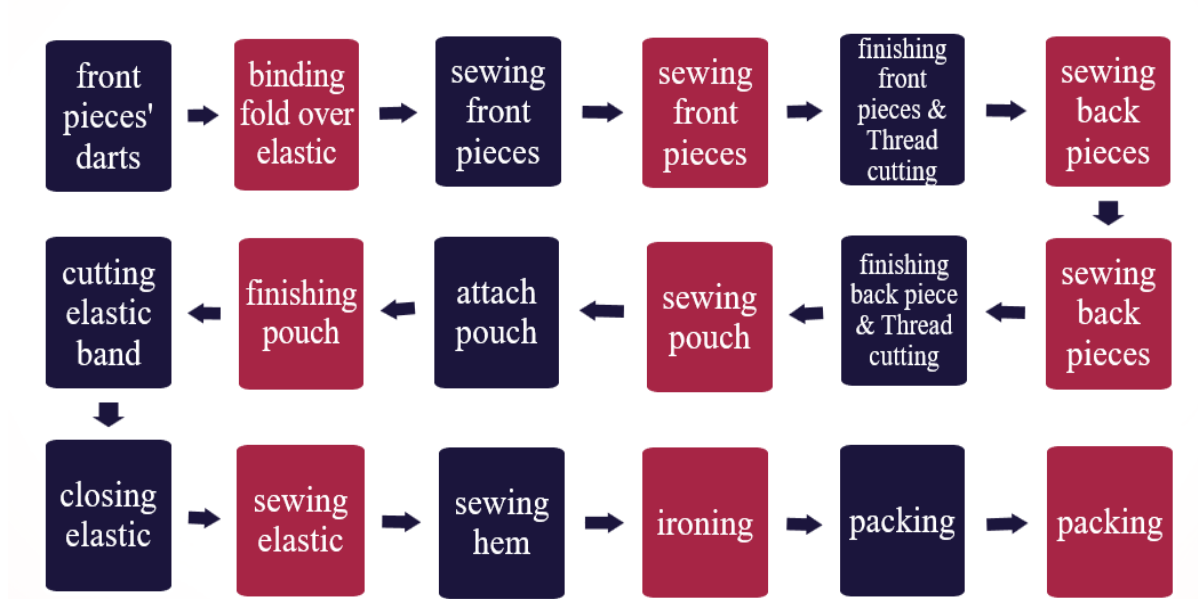 front
pieces'
darts
binding
fold over
elastic
sewing
front
pieces
sewing
front
pieces
finishing
front
pieces &
Thread
cutting
sewing
back
pieces
sewing
back
pieces
finishing
back piece
& Thread
cutting
sewing
pouch
attach
pouch
finishing
pouch
cutting
elastic
band
closing
elastic
sewing
elastic
sewing
hem
ironing
packing
packing